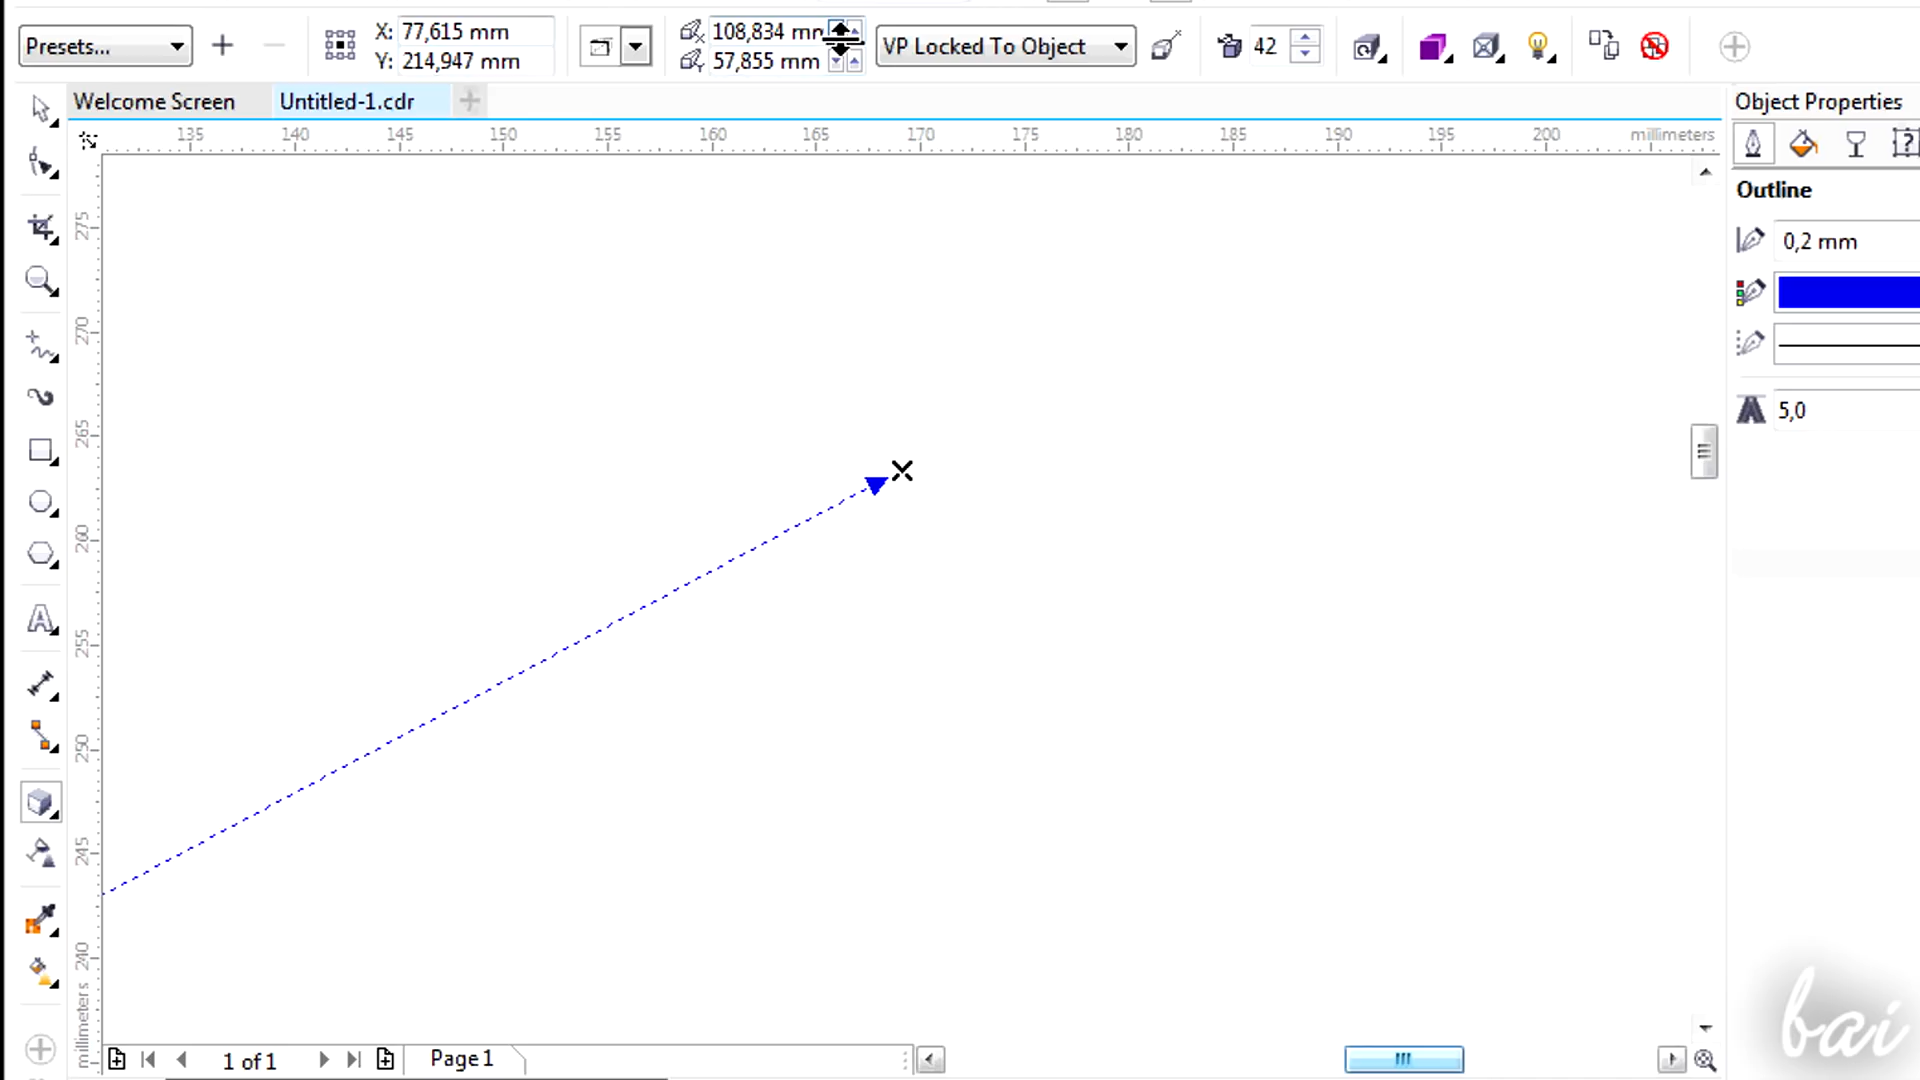 Presets...
X: 77,615 mm
Y: 214,947 mm
108,834 mm
57,855 mm
VP Locked To Object
42
Welcome Screen
Untitled-1.cdr
Object Properties
135 140 145 150 155 160 165 170 175 180 185 190 195 200 millimeters
Outline
0,2 mm
5,0
275
270
265
260
255
250
245
240
millimeters
1 of 1
Page 1
bai